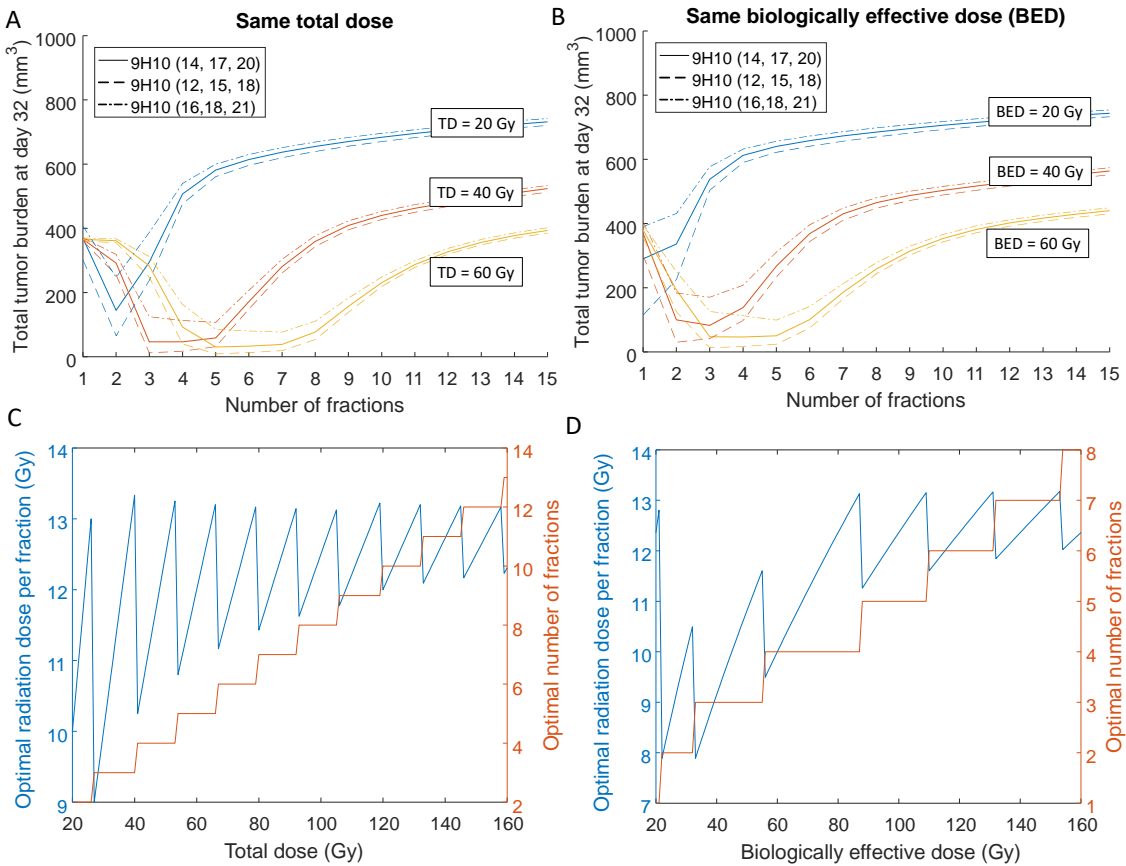 A
Same total dose
Total tumor burden at day 32 (mm³)
1000
800
600
400
200
0
9H10 (14, 17, 20)
9H10 (12, 15, 18)
9H10 (16,18, 21)
TD = 20 Gy
TD = 40 Gy
TD = 60 Gy
1 2 3 4 5 6 7 8 9 10 11 12 13 14 15
Number of fractions
B
Same biologically effective dose (BED)
Total tumor burden at day 32 (mm³)
1000
800
600
400
200
0
9H10 (14, 17, 20)
9H10 (12, 15, 18)
9H10 (16,18, 21)
BED = 20 Gy
BED = 40 Gy
BED = 60 Gy
1 2 3 4 5 6 7 8 9 10 11 12 13 14 15
Number of fractions
C
Optimal radiation dose per fraction (Gy)
14
13
12
11
10
9
14
12
10
8
6
4
2
Optimal number of fractions
20 40 60 80 100 120 140 160
Total dose (Gy)
D
Optimal radiation dose per fraction (Gy)
14
13
12
11
10
9
8
7
8
7
6
5
4
3
2
1
Optimal number of fractions
20 40 60 80 100 120 140 160
Biologically effective dose (Gy)